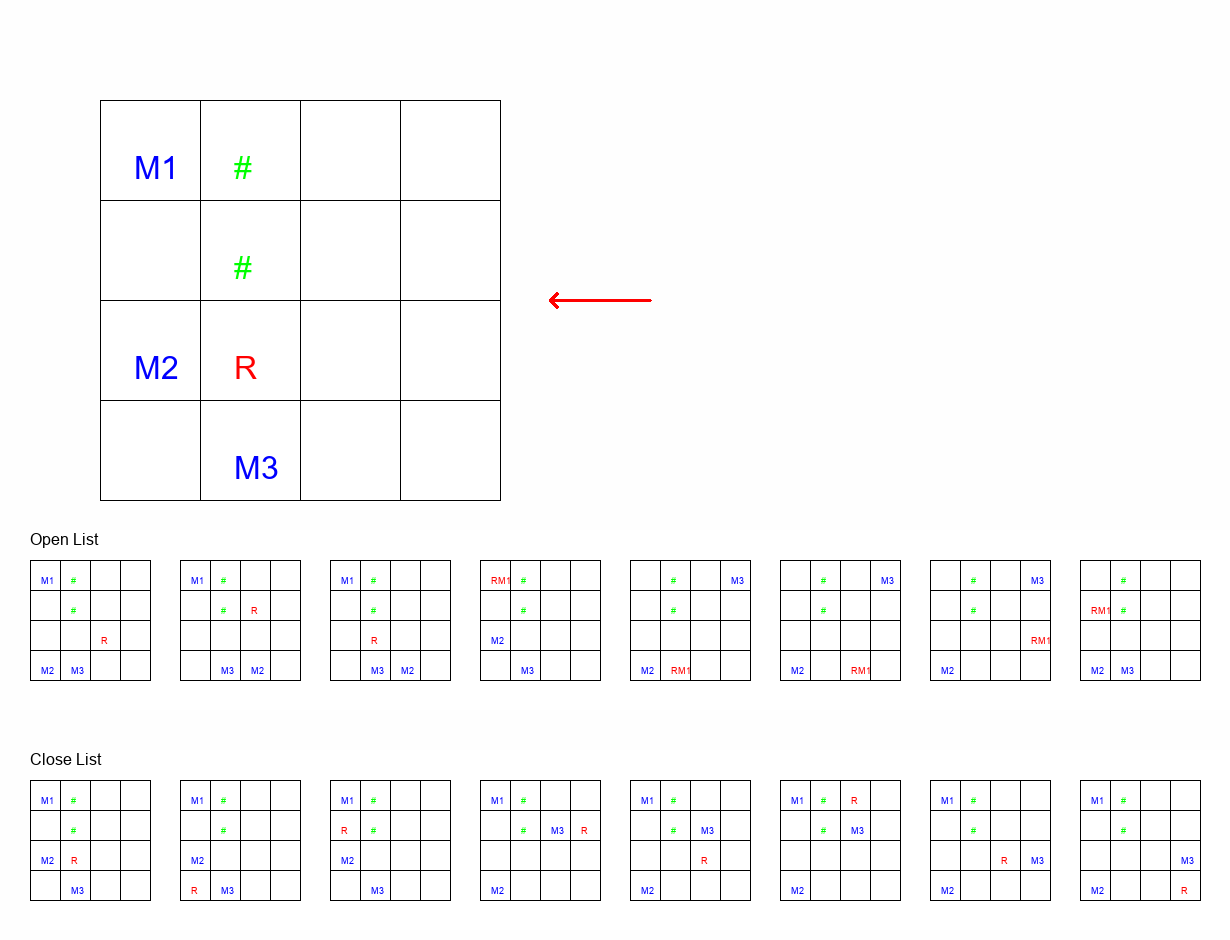 M1 #
#
M2 R
M3
Open List
M1 # M1 # M1 # RM1 # # M3 # M3 # M3 #
# # R # # # # # RM1 #
R R M2 RM1
M2 M3 M3 M2 M3 M2 M3 M2 RM1 M2 RM1 M2 M2 M3
Close List
M1 # M1 # M1 # M1 # M1 # M1 # R M1 # M1 #
# # R # # M3 R # M3 # M3 # #
M2 R M2 M2 R R M3 M3
M3 R M3 M3 M2 M2 M2 M2 M2 R